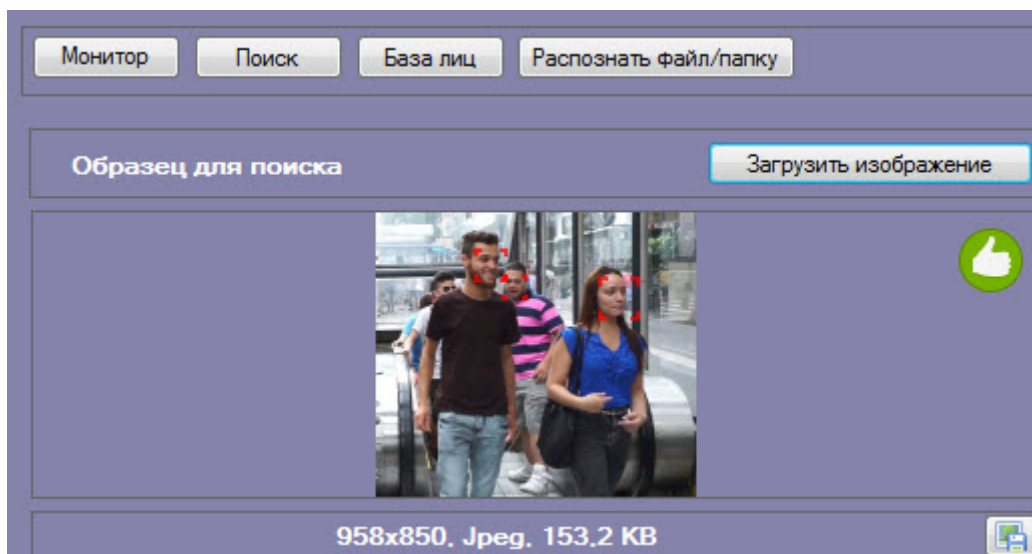 Монитор Поиск База лиц Распознать файл/папку
Образец для поиска Загрузить изображение
958x850, Jpeg, 153,2 KB